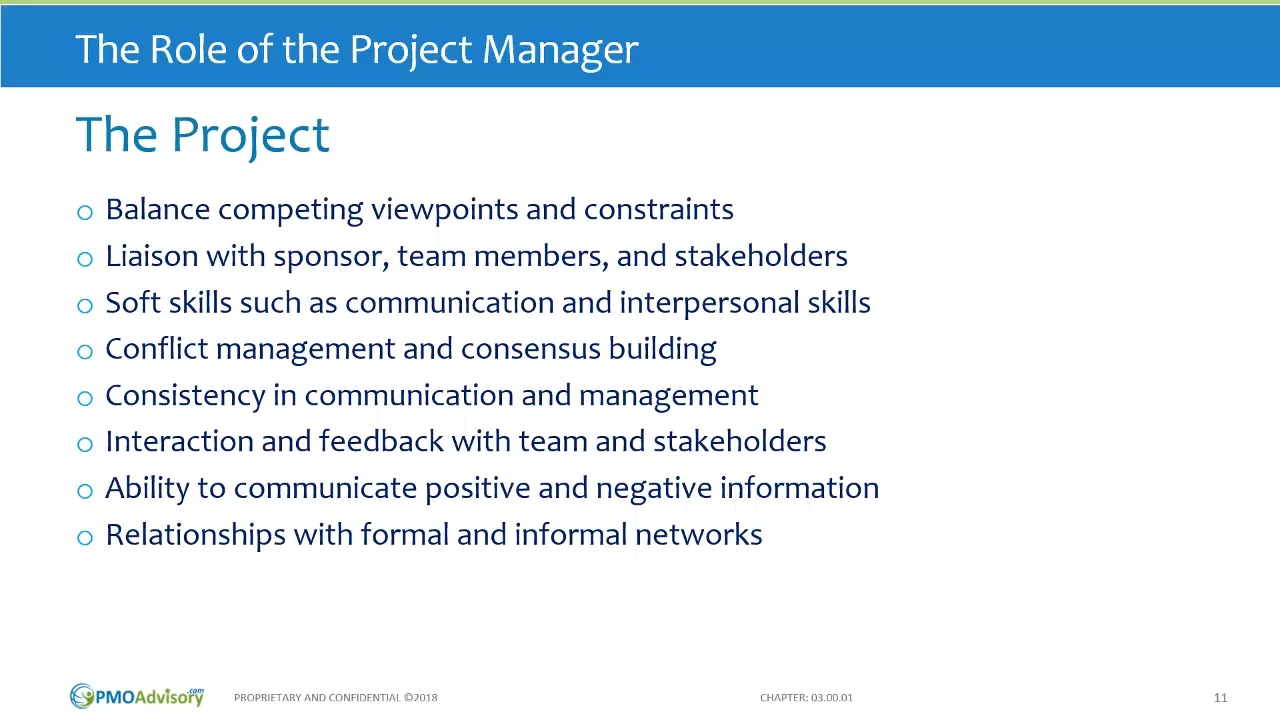 The Role of the Project Manager
The Project
o Balance competing viewpoints and constraints
o Liaison with sponsor, team members, and stakeholders
o Soft skills such as communication and interpersonal skills
o Conflict management and consensus building
o Consistency in communication and management
o Interaction and feedback with team and stakeholders
o Ability to communicate positive and negative information
o Relationships with formal and informal networks
PMOAdvisory.com
PROPRIETARY AND CONFIDENTIAL ©2018
CHAPTER: 03.00.01
11